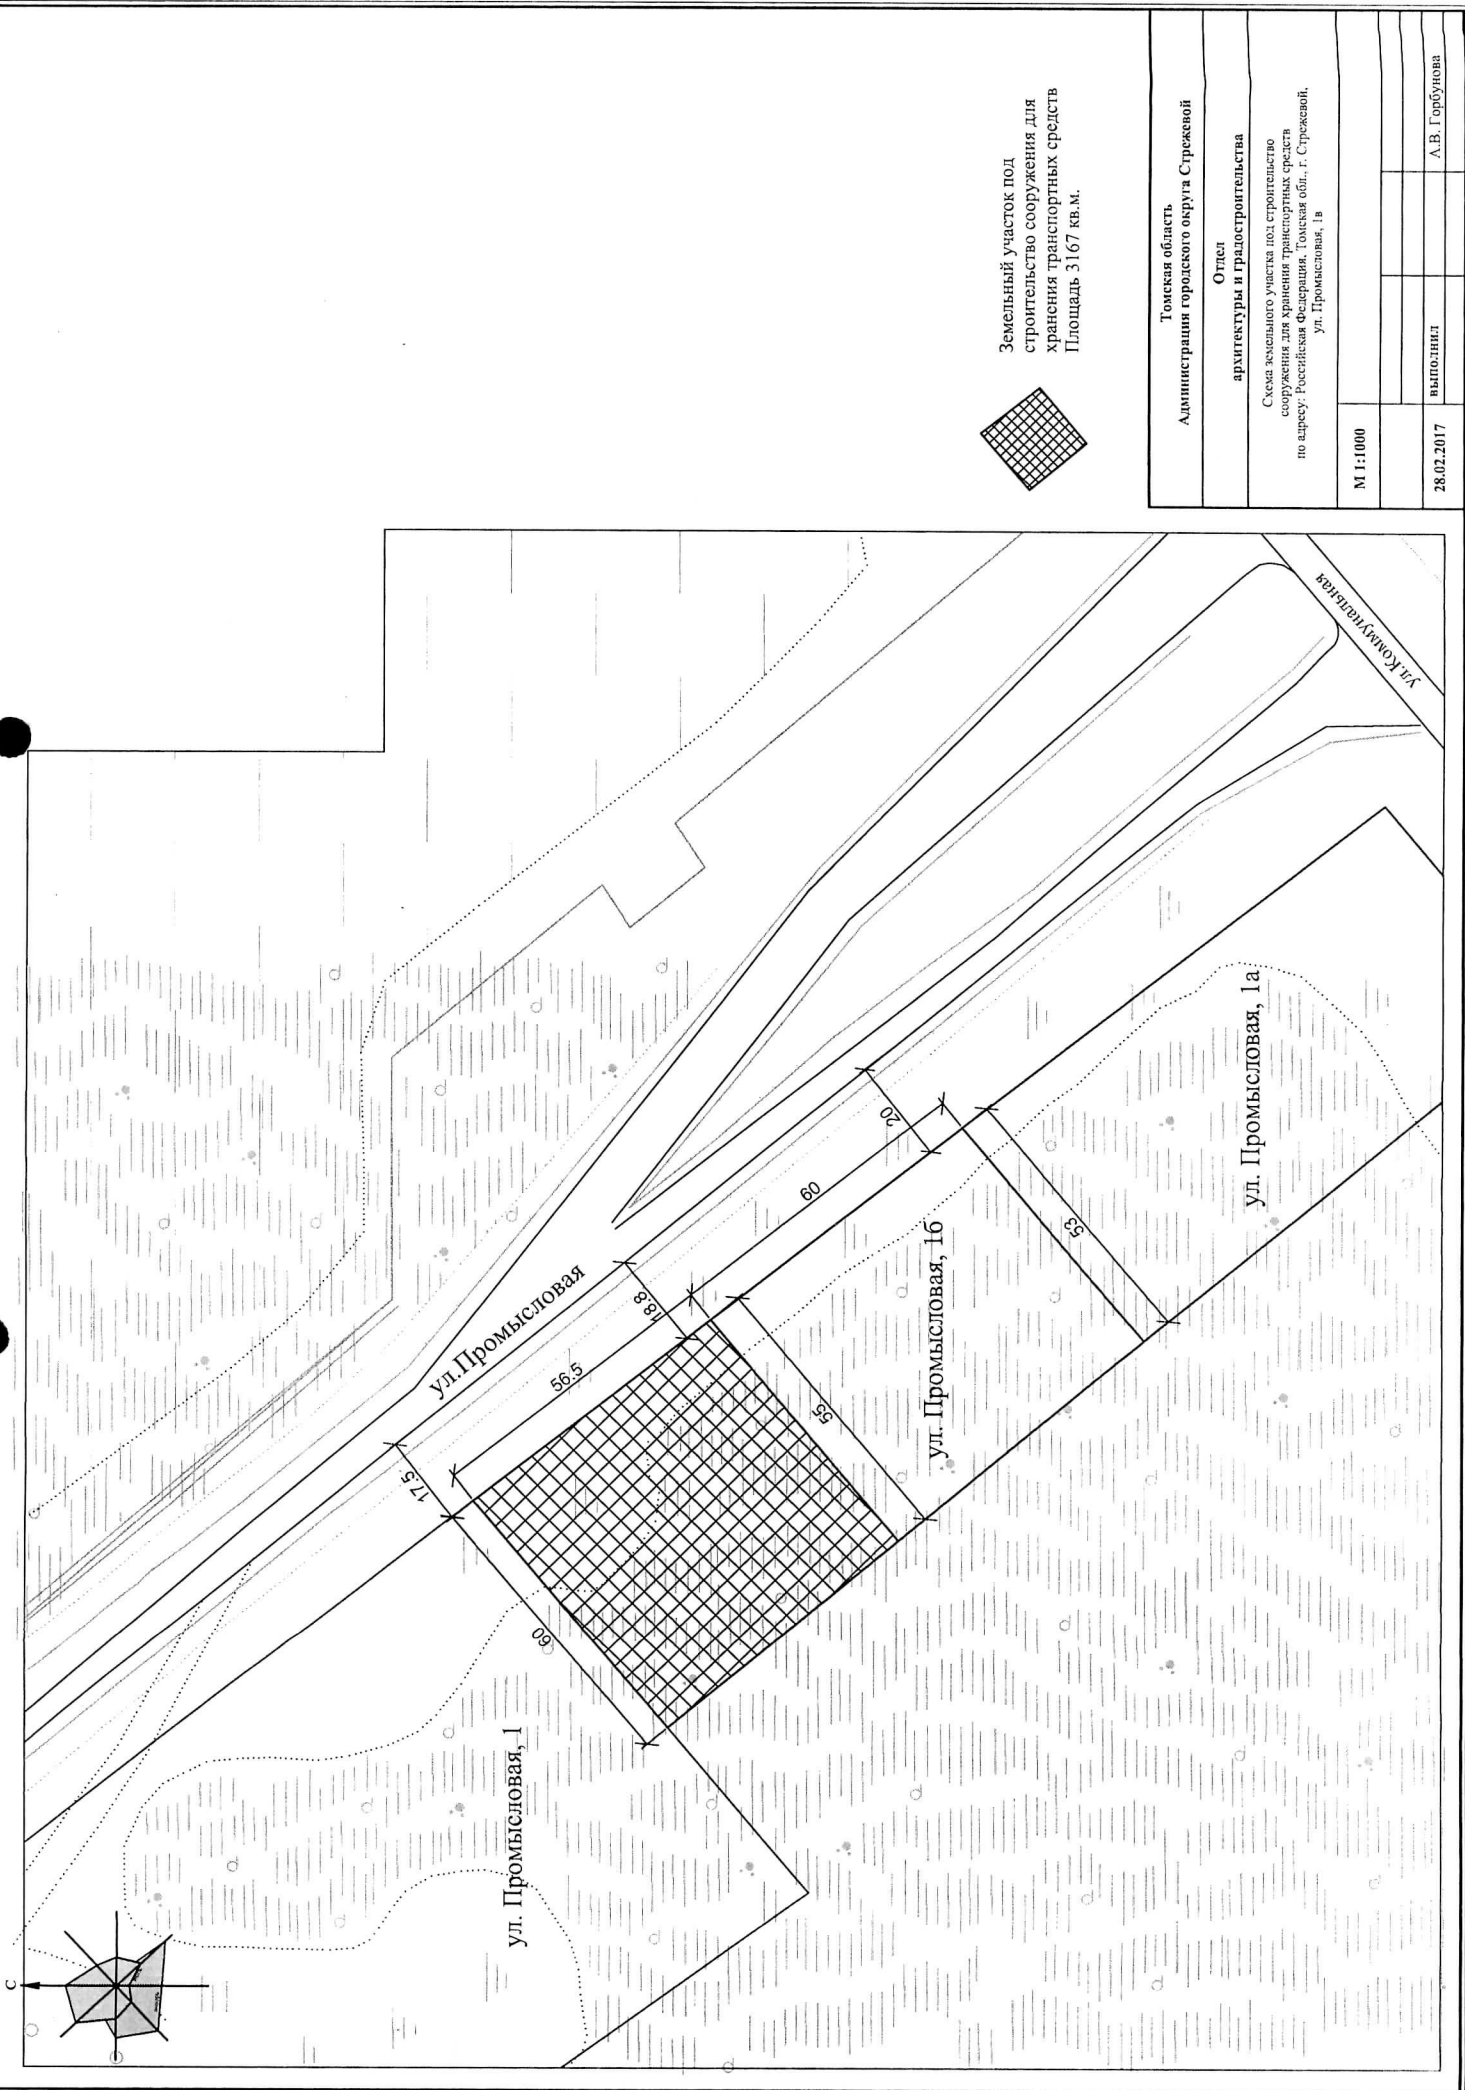 С
ул. Промысловая, 1
60
17.5
ул.Промысловая
56.5
18.8
55
ул. Промысловая, 1б
60
20
53
ул. Промысловая, 1а
ул.Коммунальная
Земельный участок под
строительство сооружения для
хранения транспортных средств
Площадь 3167 кв.м.
Томская область
Администрация городского округа Стрежевой
Отдел
архитектуры и градостроительства
Схема земельного участка под строительство
сооружения для хранения транспортных средств
по адресу: Российская Федерация, Томская обл., г. Стрежевой,
ул. Промысловая, 1в
М 1:1000
28.02.2017
выполнил
А.В. Горбунова